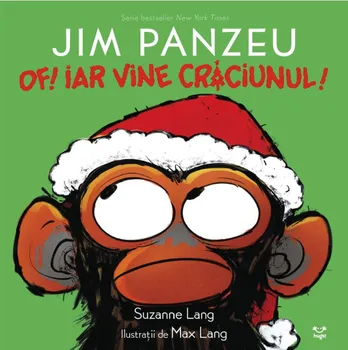 Seria bestseller New York Times
JIM PANZEU
OF! IAR VINE CRĂCIUNUL!
Suzanne Lang
Ilustrații de Max Lang